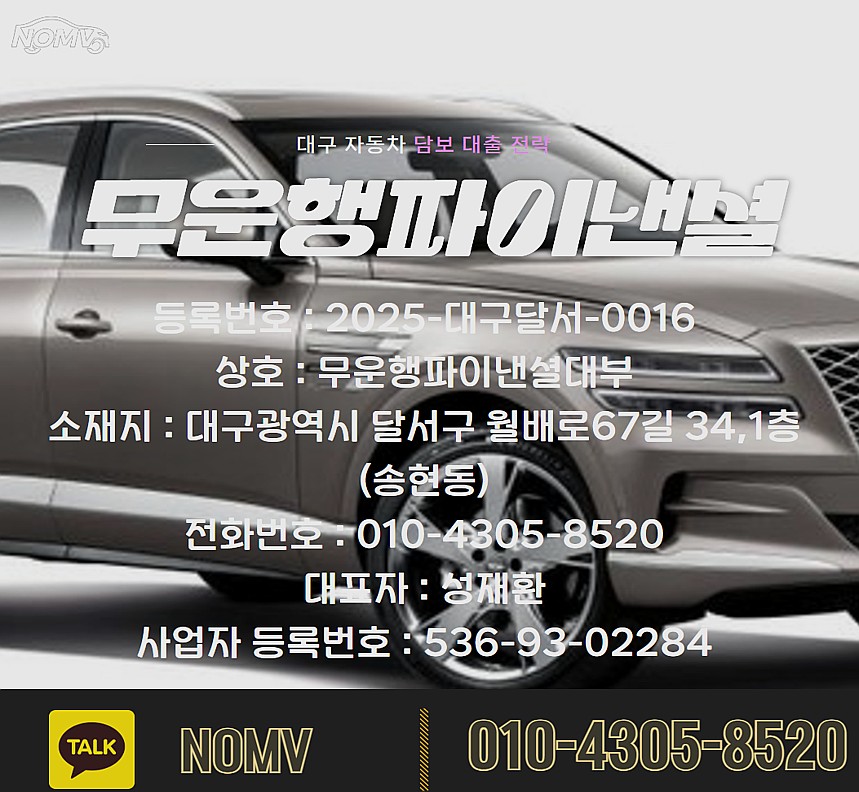 NOMV
대구 자동차 담보 대출 전략
무운행파이낸셜
등록번호 : 2025-대구달서-0016
상호 : 무운행파이낸셜대부
소재지 : 대구광역시 달서구 월배로67길 34,1층
(송현동)
전화번호 : 010-4305-8520
대표자 : 성재환
사업자 등록번호 : 536-93-02284
TALK NOMV 010-4305-8520